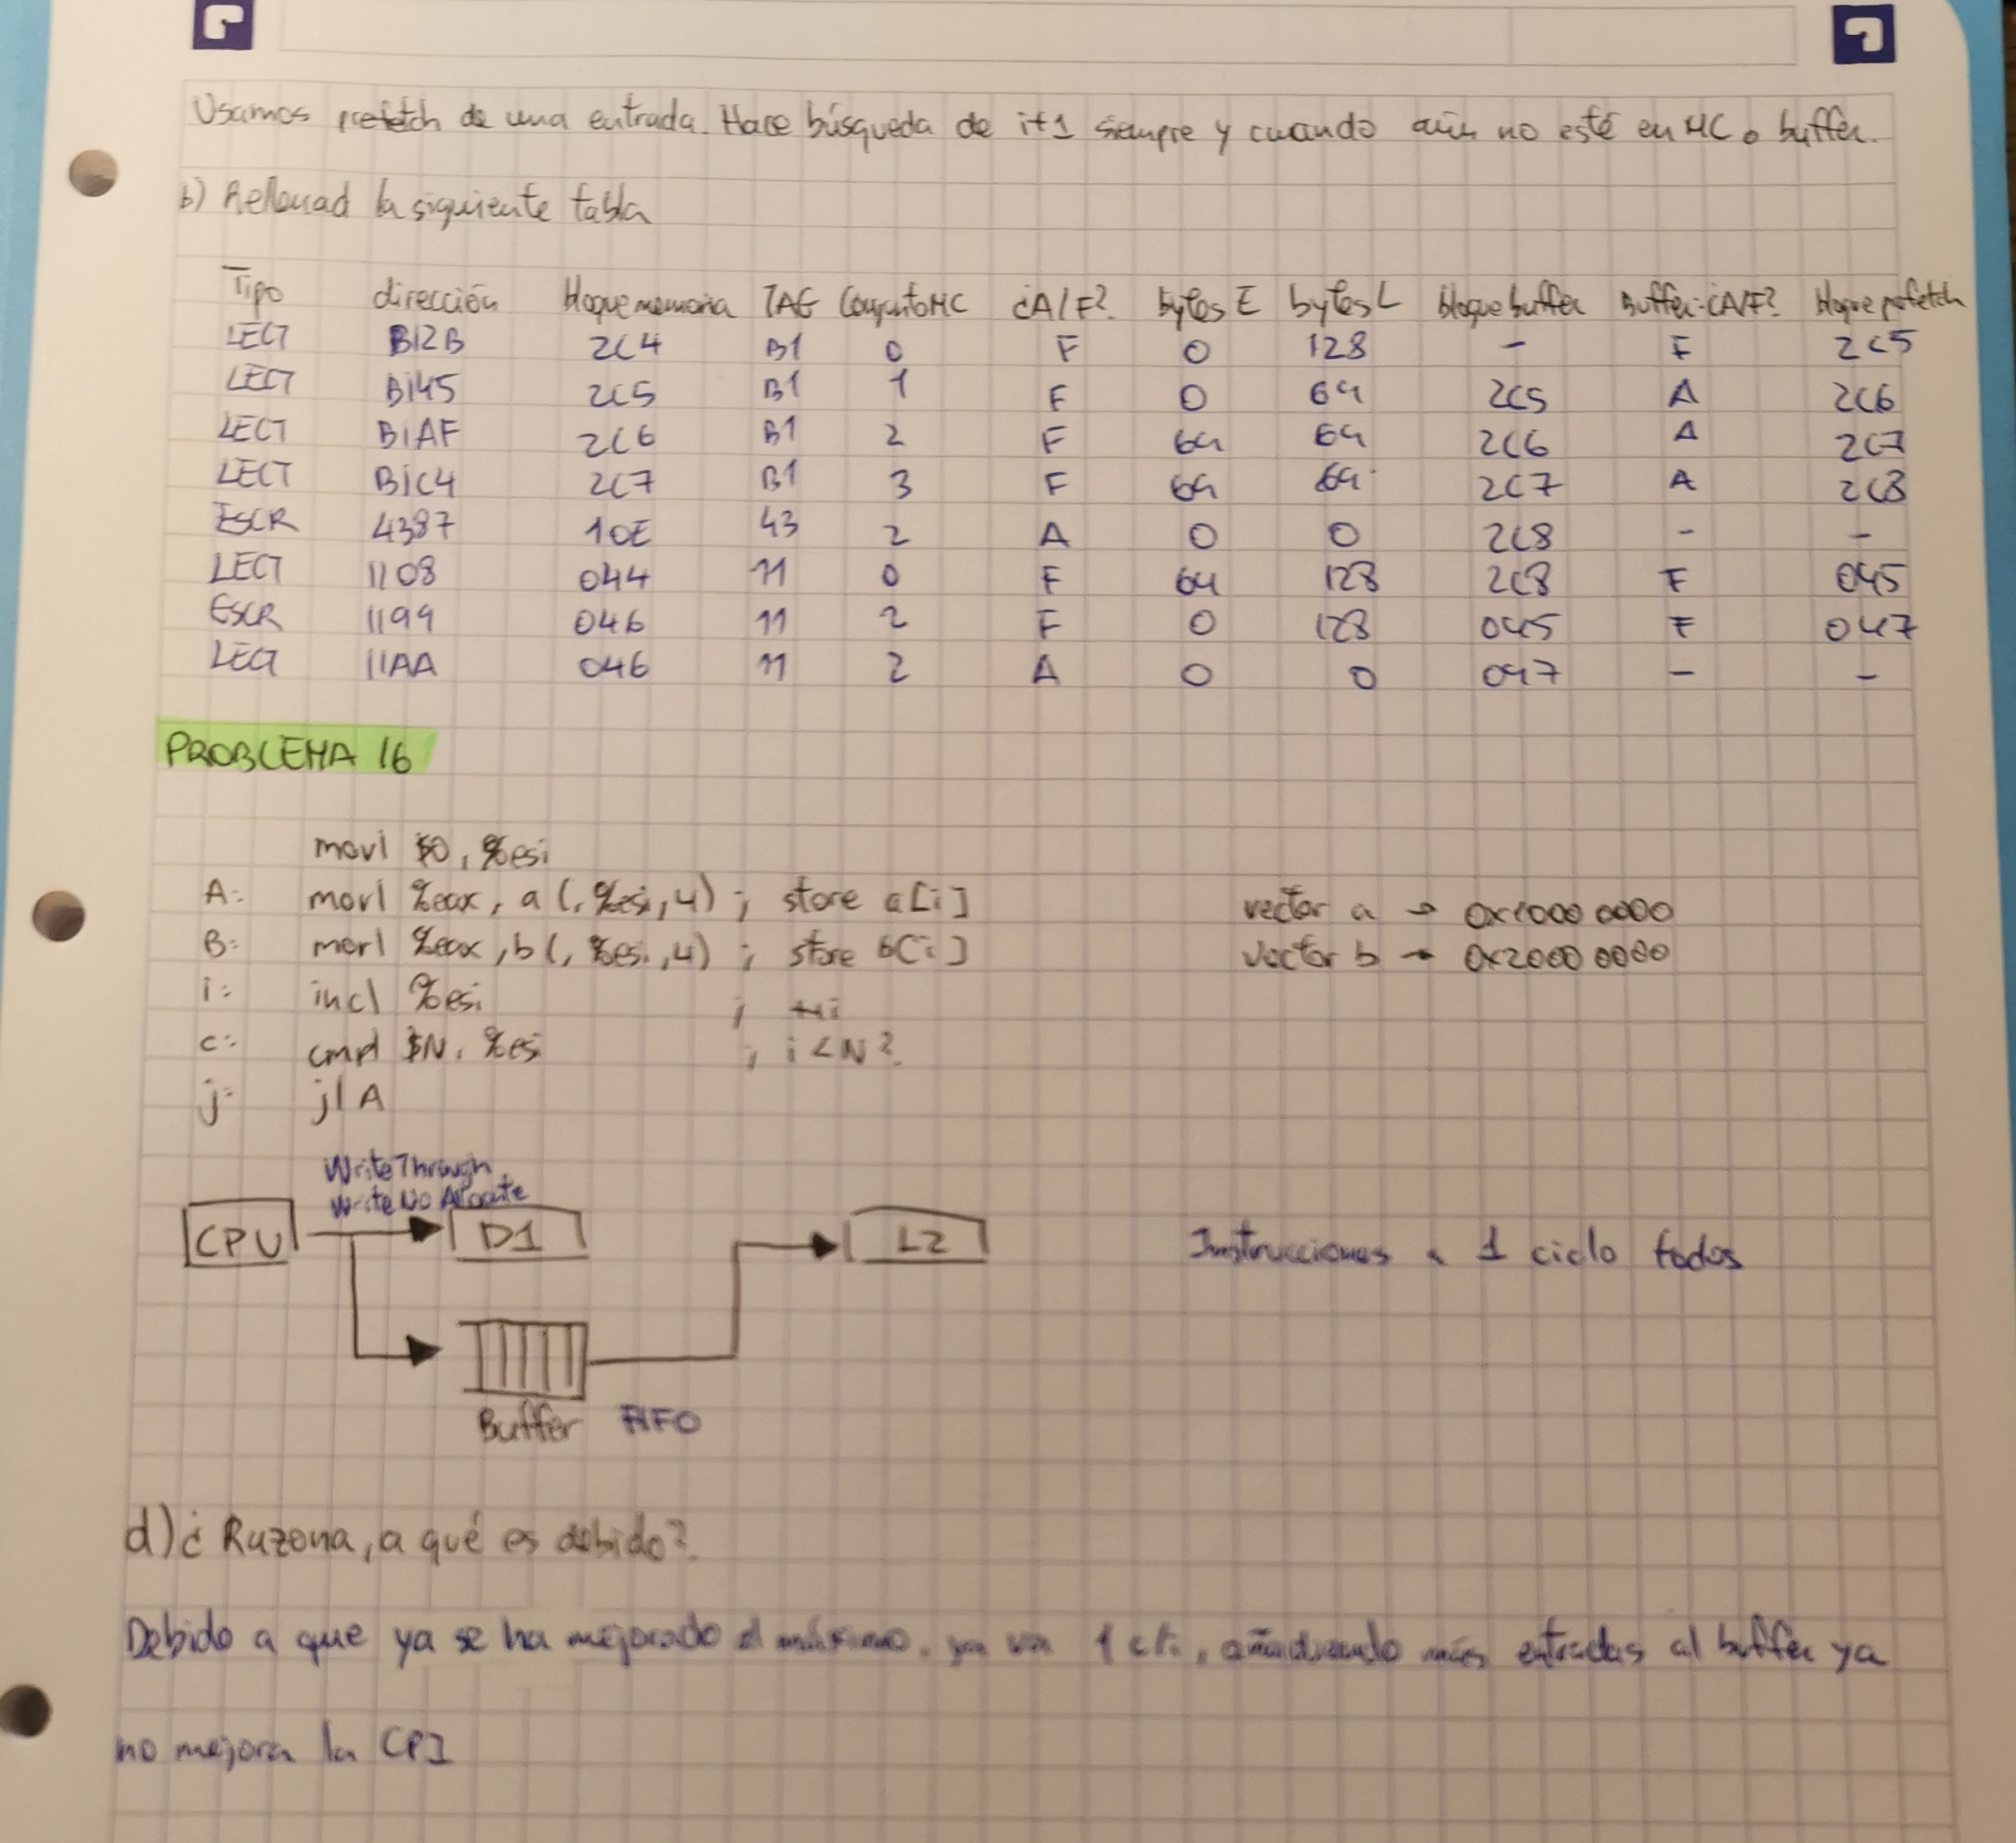 Usamos prefetch de una entrada. Hace búsqueda de i+1 siempre y cuando aún no esté en MC o buffer.
b) Rellenad la siguiente tabla
Tipo dirección bloque memoria TAG Conjunto MC ¿A/F? bytes E bytes L bloque buffer Buffer: ¿A/F? bloque prefetch
LECT B12B 2C4 B1 0 F 0 128 - F 2C5
LECT B145 2C5 B1 1 F 0 64 2C5 A 2C6
LECT B1AF 2C6 B1 2 F 64 64 2C6 A 2C7
LECT B1C4 2C7 B1 3 F 64 64 2C7 A 2C8
ESCR 4387 10E 43 2 A 0 0 2C8 - -
LECT 1108 044 11 0 F 64 128 2C8 F 045
ESCR 1199 046 11 2 F 0 128 045 F 047
LECT 11AA 046 11 2 A 0 0 047 - -
PROBLEMA 16
movl $0, %esi
A: movl %eax, a(, %esi, 4) ; store a[i] vector a → 0x1000 0000
B: movl %eax, b(, %esi, 4) ; store b[i] vector b → 0x2000 0000
i: incl %esi ; ++i
c: cmpl $N, %esi ; i < N?
j: jl A
Write Through
Write No Allocate
CPU D1 L2 Instrucciones a 1 ciclo todas
Buffer FIFO
d) ¿Razona, a qué es debido?
Debido a que ya se ha mejorado al máximo, ya va 1 , añadiendo más entradas al buffer ya
no mejora la CPI